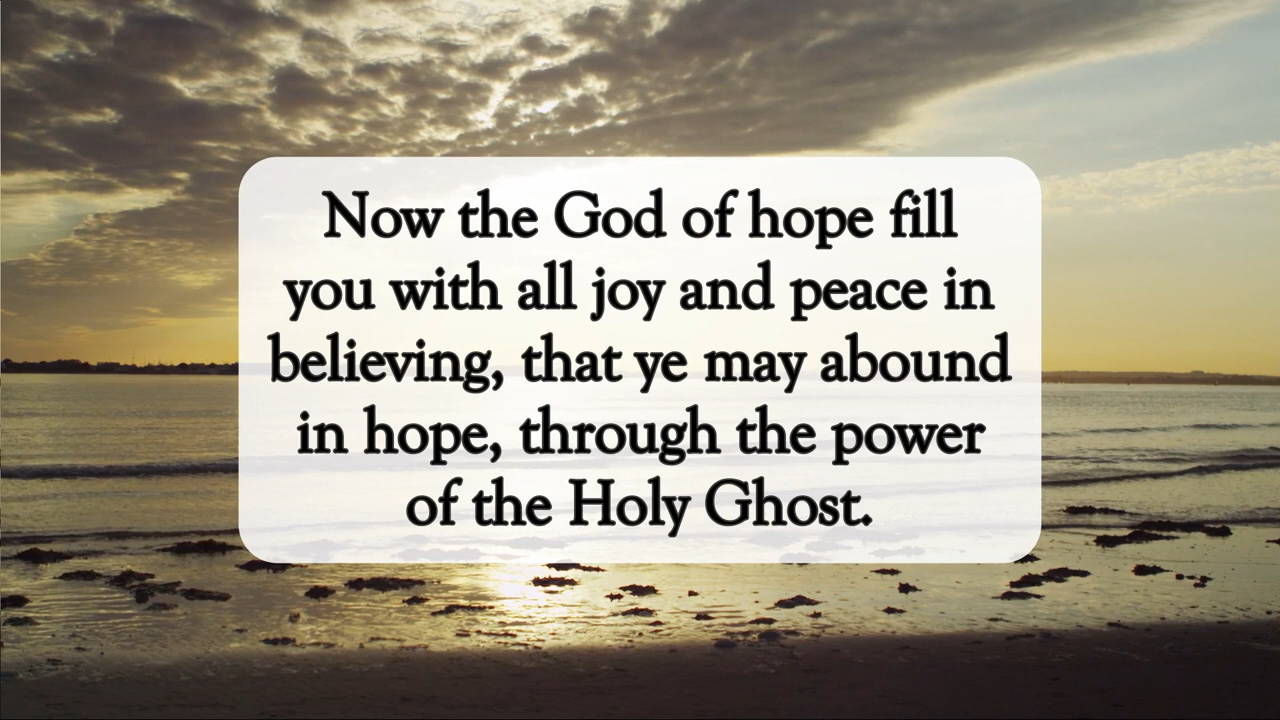 Now the God of hope fill
you with all joy and peace in
believing, that ye may abound
in hope, through the power
of the Holy Ghost.